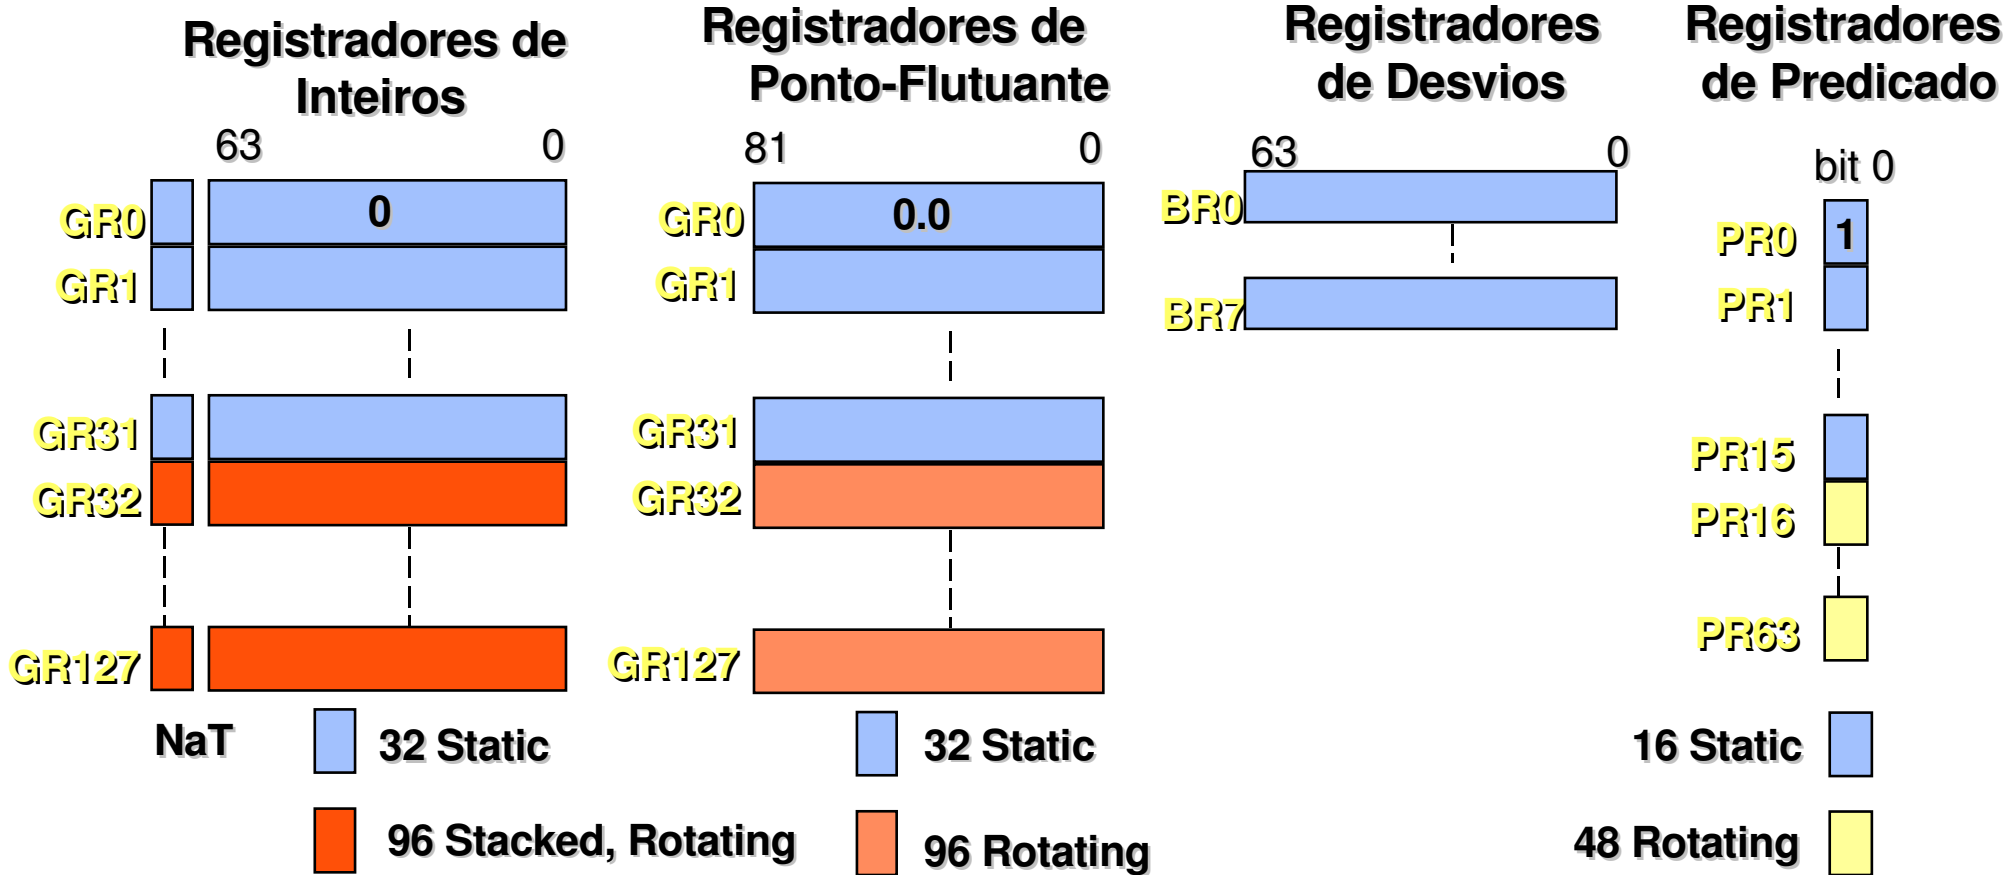 Registradores de
Inteiros
63 0
GR0 0
GR1
GR31
GR32
GR127
NaT
32 Static
96 Stacked, Rotating
Registradores de
Ponto-Flutuante
81 0
GR0 0.0
GR1
GR31
GR32
GR127
32 Static
96 Rotating
Registradores
de Desvios
63 0
BR0
BR7
Registradores
de Predicado
bit 0
PR0 1
PR1
PR15
PR16
PR63
16 Static
48 Rotating